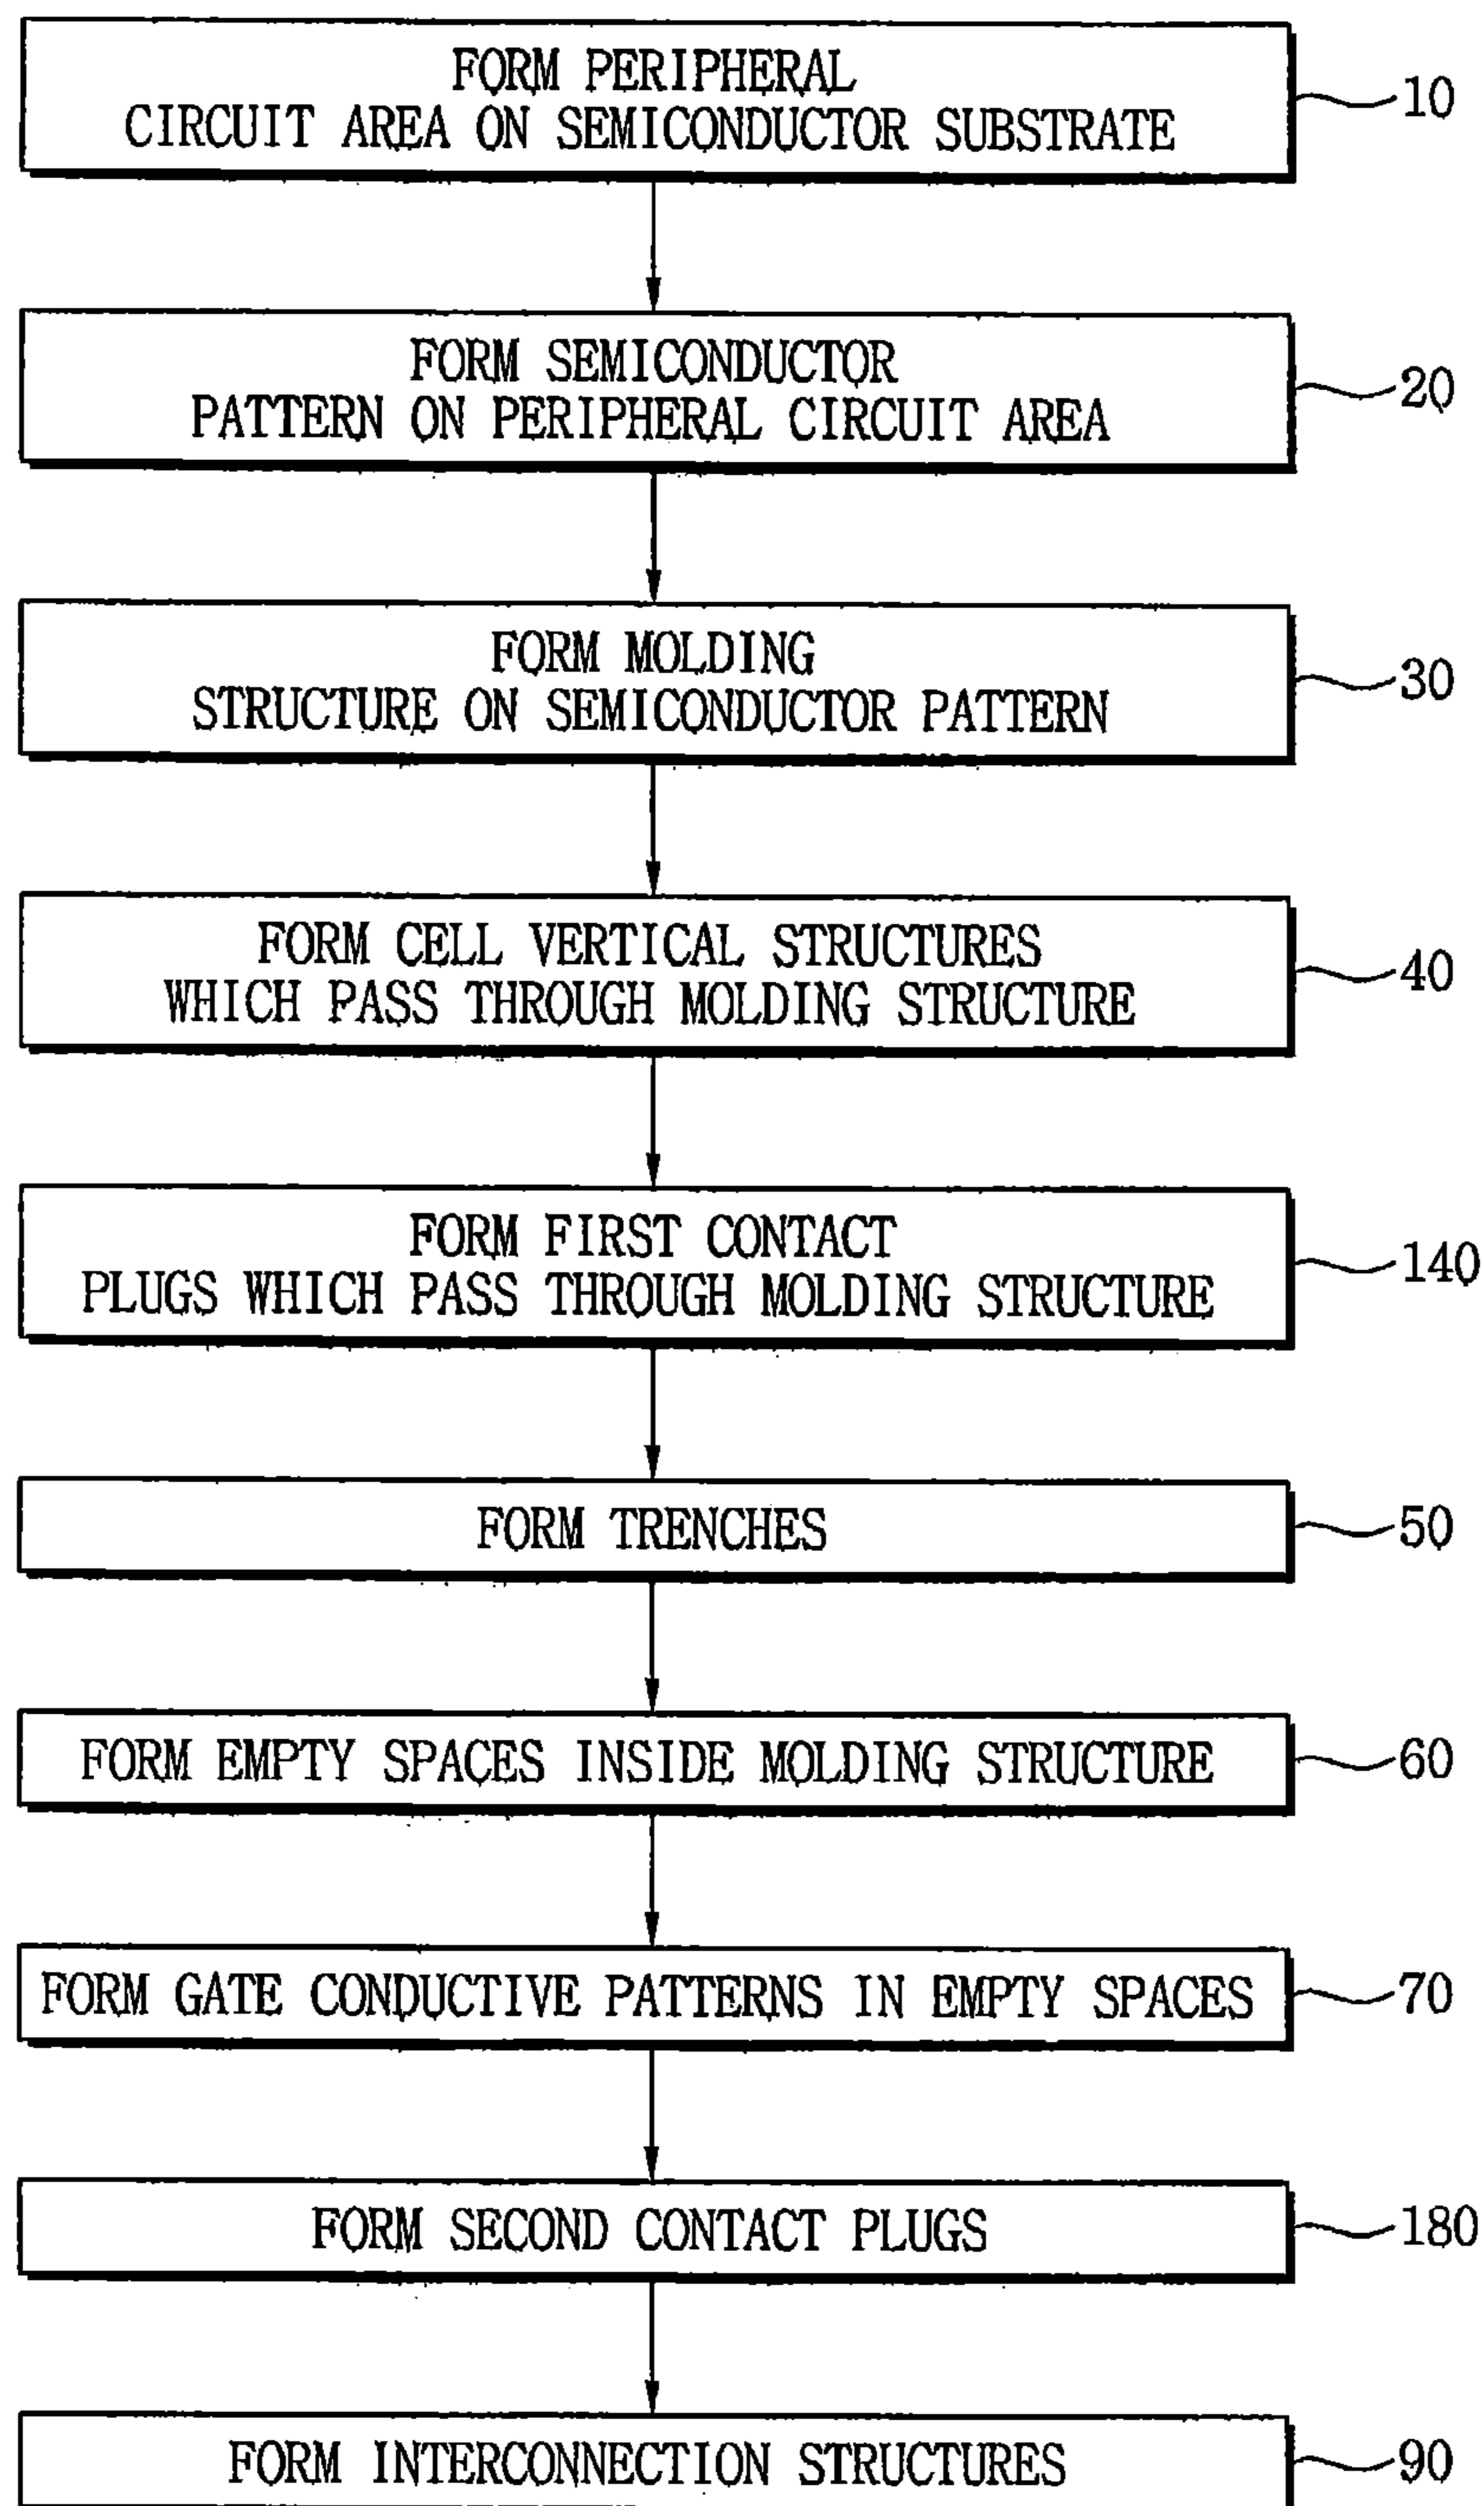 FORM PERIPHERAL
CIRCUIT AREA ON SEMICONDUCTOR SUBSTRATE
10
FORM SEMICONDUCTOR
PATTERN ON PERIPHERAL CIRCUIT AREA
20
FORM MOLDING
STRUCTURE ON SEMICONDUCTOR PATTERN
30
FORM CELL VERTICAL STRUCTURES
WHICH PASS THROUGH MOLDING STRUCTURE
40
FORM FIRST CONTACT
PLUGS WHICH PASS THROUGH MOLDING STRUCTURE
140
FORM TRENCHES
50
FORM EMPTY SPACES INSIDE MOLDING STRUCTURE
60
FORM GATE CONDUCTIVE PATTERNS IN EMPTY SPACES
70
FORM SECOND CONTACT PLUGS
180
FORM INTERCONNECTION STRUCTURES
90